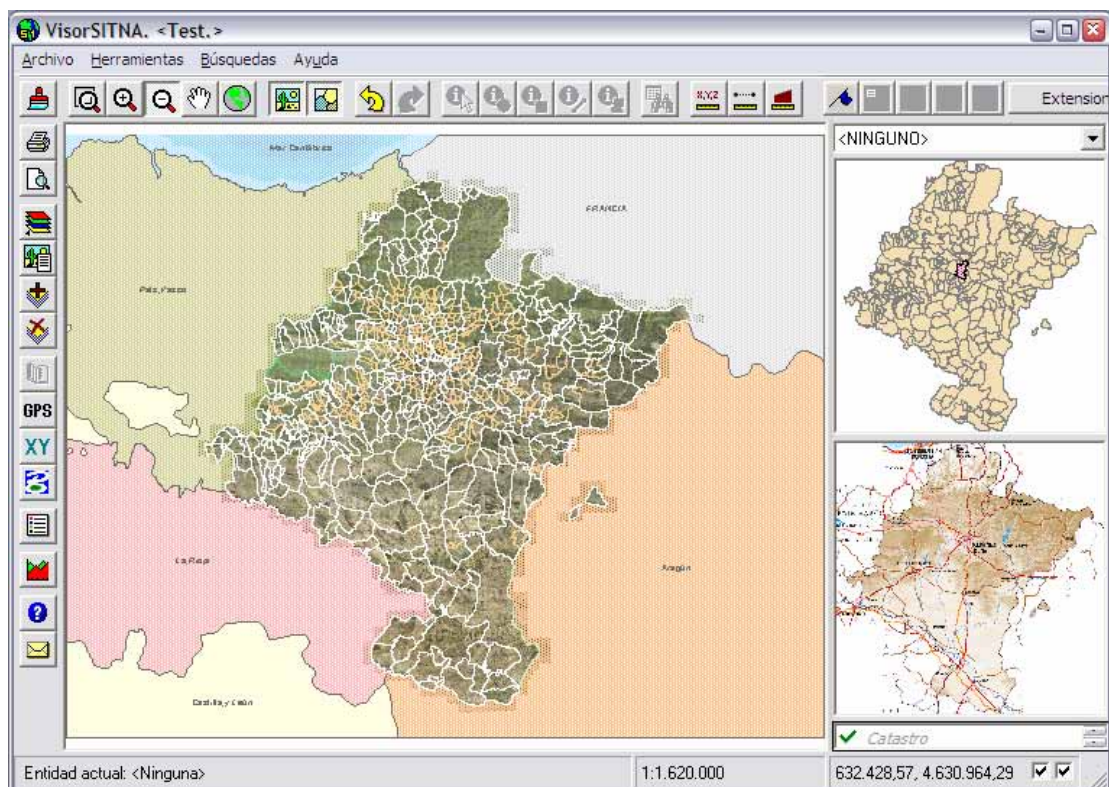 VisorSITNA. <Test.>
Archivo Herramientas Búsquedas Ayuda
X,Y,Z
Extension
<NINGUNO>
Mar Cantábrico
FRANCIA
País Vasco
GPS
XY
La Rioja
Aragón
Castilla y León
Catastro
Entidad actual: <Ninguna>
1:1.620.000
632.428,57, 4.630.964,29